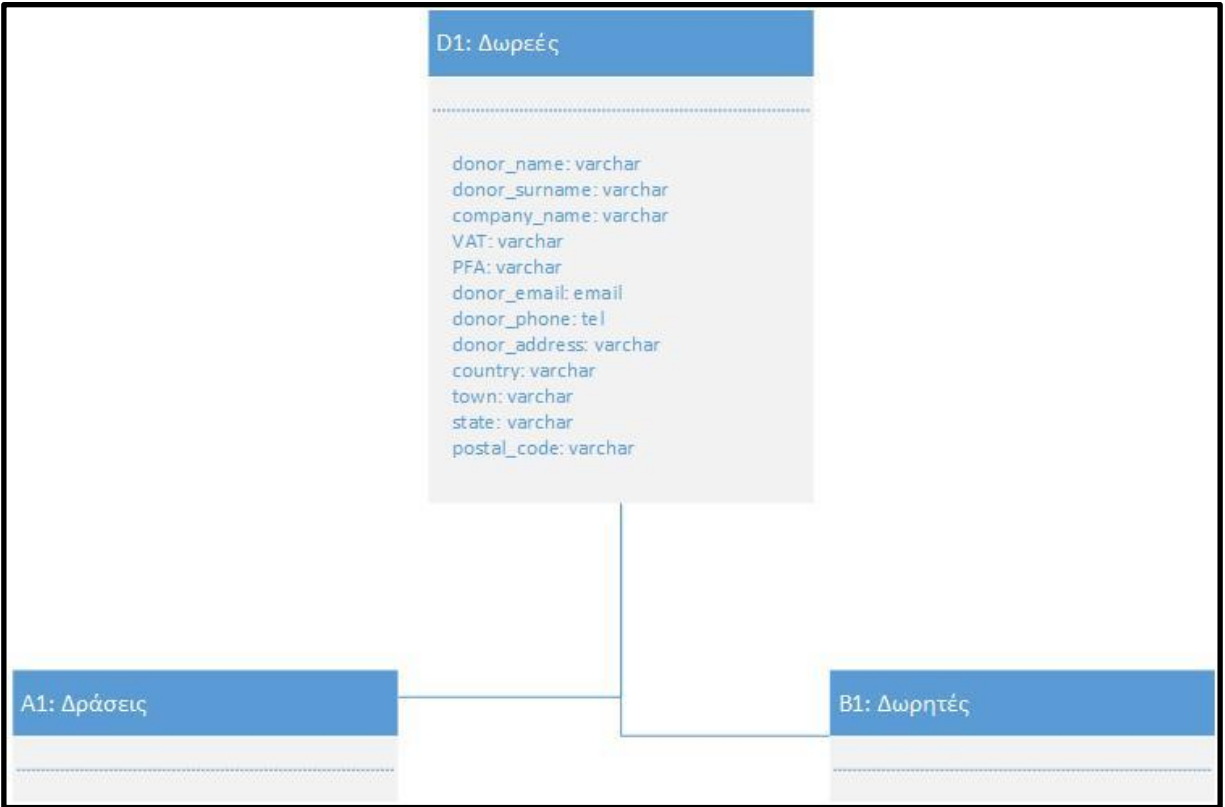 D1: Δωρεές
donor_name: varchar
donor_surname: varchar
company_name: varchar
VAT: varchar
PFA: varchar
donor_email: email
donor_phone: tel
donor_address: varchar
country: varchar
town: varchar
state: varchar
postal_code: varchar
A1: Δράσεις
B1: Δωρητές